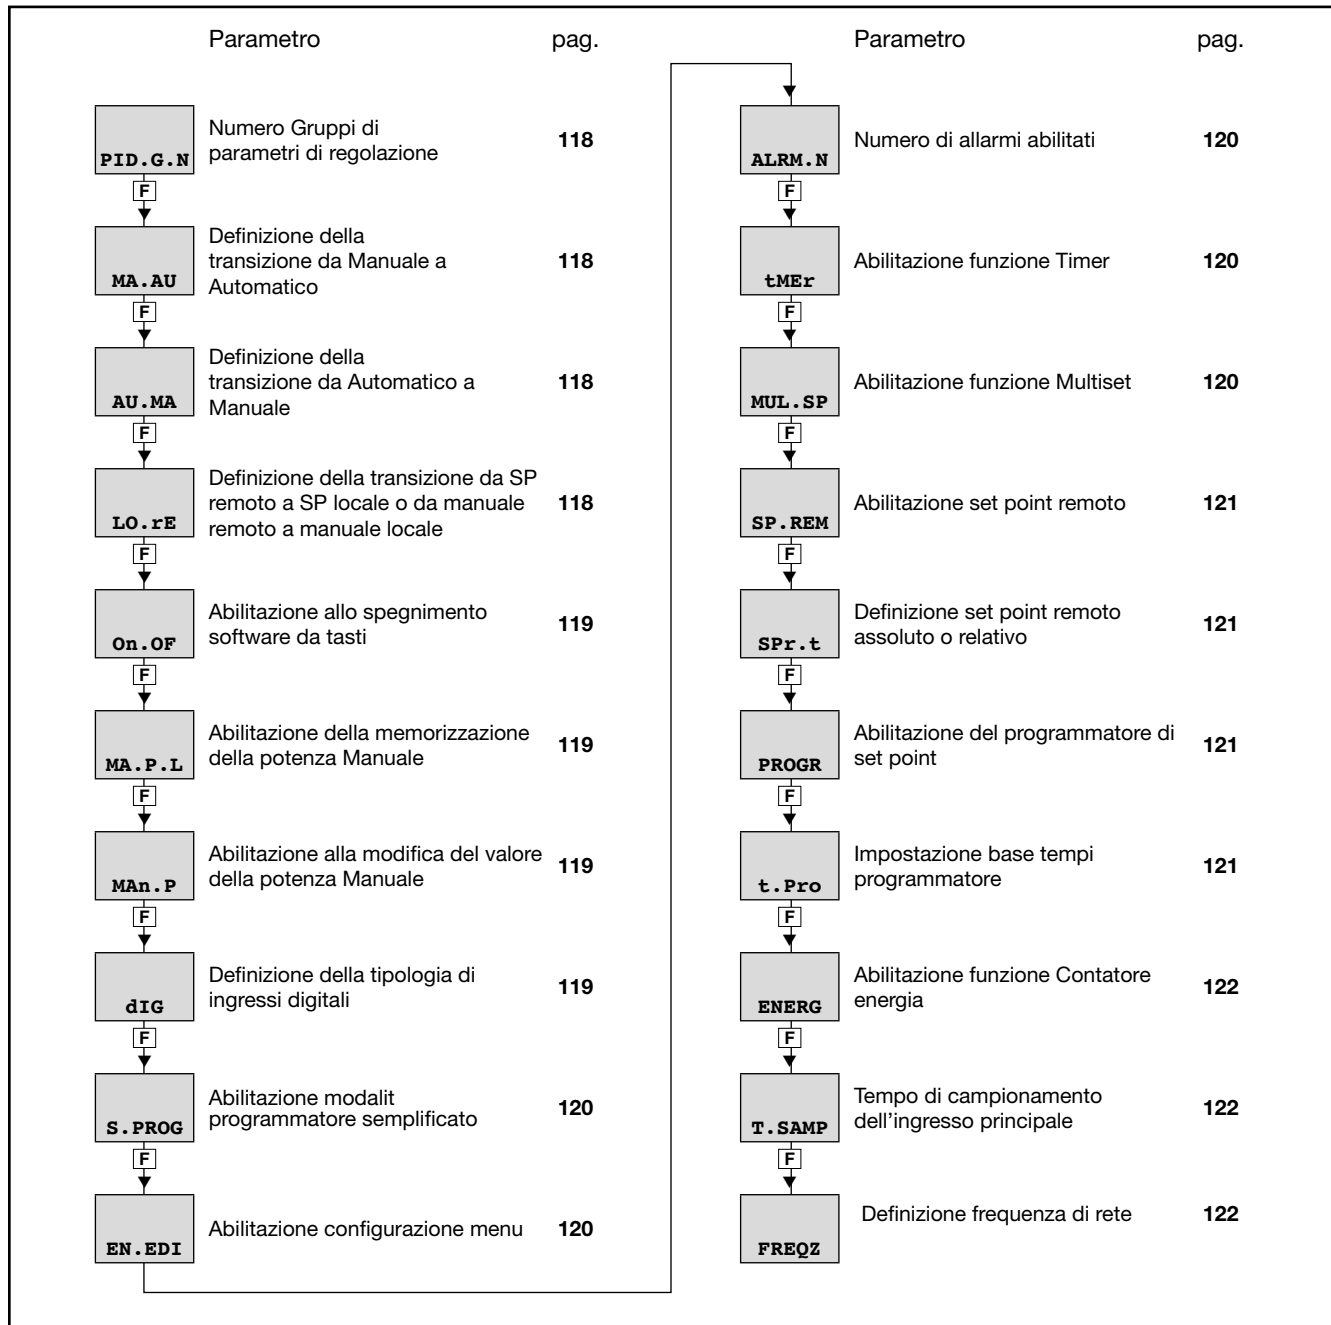 Parametro pag.
PID.G.N
Numero Gruppi di
parametri di regolazione
118
F
MA.AU
Definizione della
transizione da Manuale a
Automatico
118
F
AU.MA
Definizione della
transizione da Automatico a
Manuale
118
F
LO.rE
Definizione della transizione da SP
remoto a SP locale o da manuale
remoto a manuale locale
118
F
On.OF
Abilitazione allo spegnimento
software da tasti
119
F
MA.P.L
Abilitazione della memorizzazione
della potenza Manuale
119
F
MAn.P
Abilitazione alla modifica del valore
della potenza Manuale
119
F
dIG
Definizione della tipologia di
ingressi digitali
119
F
S.PROG
Abilitazione modalit
programmatore semplificato
120
F
EN.EDI
Abilitazione configurazione menu
120
Parametro pag.
ALRM.N
Numero di allarmi abilitati
120
F
tMEr
Abilitazione funzione Timer
120
F
MUL.SP
Abilitazione funzione Multiset
120
F
SP.REM
Abilitazione set point remoto
121
F
SPr.t
Definizione set point remoto
assoluto o relativo
121
F
PROGR
Abilitazione del programmatore di
set point
121
F
t.Pro
Impostazione base tempi
programmatore
121
F
ENERG
Abilitazione funzione Contatore
energia
122
F
T.SAMP
Tempo di campionamento
dell'ingresso principale
122
F
FREQZ
Definizione frequenza di rete
122